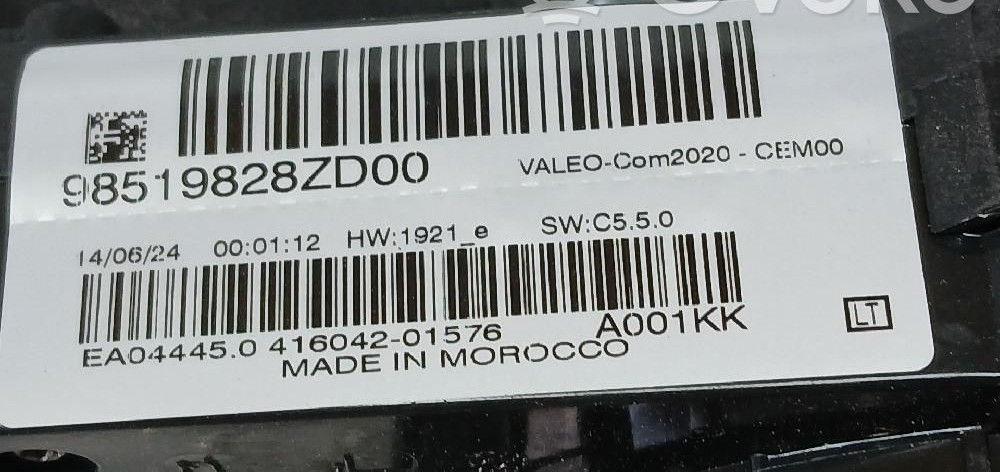 98519828ZD00
VALEO-Com2020 - CEM00
14/06/24 00:01:12 HW:1921_e SW:C5.5.0
EA04445.0 416042-01576 A001KK
LT
MADE IN MOROCCO